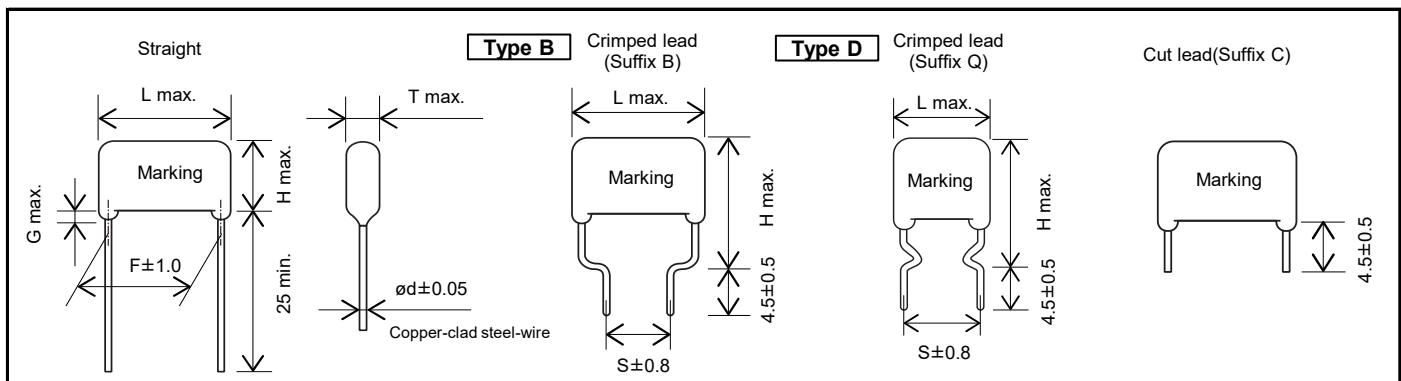 Straight
L max.
Marking
H max.
G max.
F±1.0
25 min.
T max.
ød±0.05
Copper-clad steel-wire
Type B
Crimped lead
(Suffix B)
L max.
Marking
H max.
4.5±0.5
S±0.8
Type D
Crimped lead
(Suffix Q)
L max.
Marking
H max.
4.5±0.5
S±0.8
Cut lead(Suffix C)
Marking
4.5±0.5